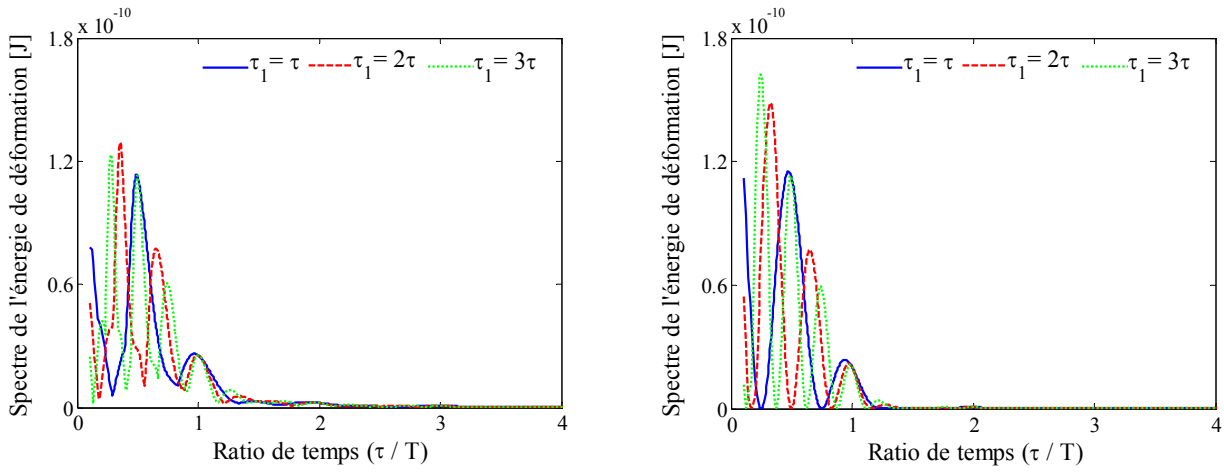 x 10^-10
Spectre de l'énergie de déformation [J]
1.8
1.2
0.6
0
τ₁= τ τ₁= 2τ τ₁= 3τ
0 1 2 3 4
Ratio de temps (τ / T)
x 10^-10
Spectre de l'énergie de déformation [J]
1.8
1.2
0.6
0
τ₁= τ τ₁= 2τ τ₁= 3τ
0 1 2 3 4
Ratio de temps (τ / T)